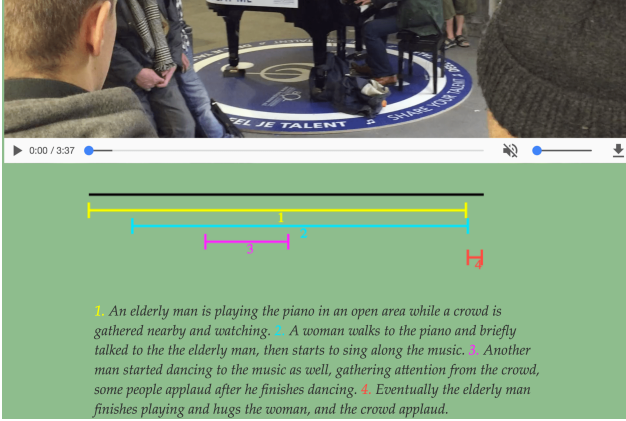 FEEL JE TALENT
SHARE YOUR TALENT
0:00 / 3:37
1
2
3
4
1. An elderly man is playing the piano in an open area while a crowd is
gathered nearby and watching. 2. A woman walks to the piano and briefly
talked to the the elderly man, then starts to sing along the music. 3. Another
man started dancing to the music as well, gathering attention from the crowd,
some people applaud after he finishes dancing. 4. Eventually the elderly man
finishes playing and hugs the woman, and the crowd applaud.